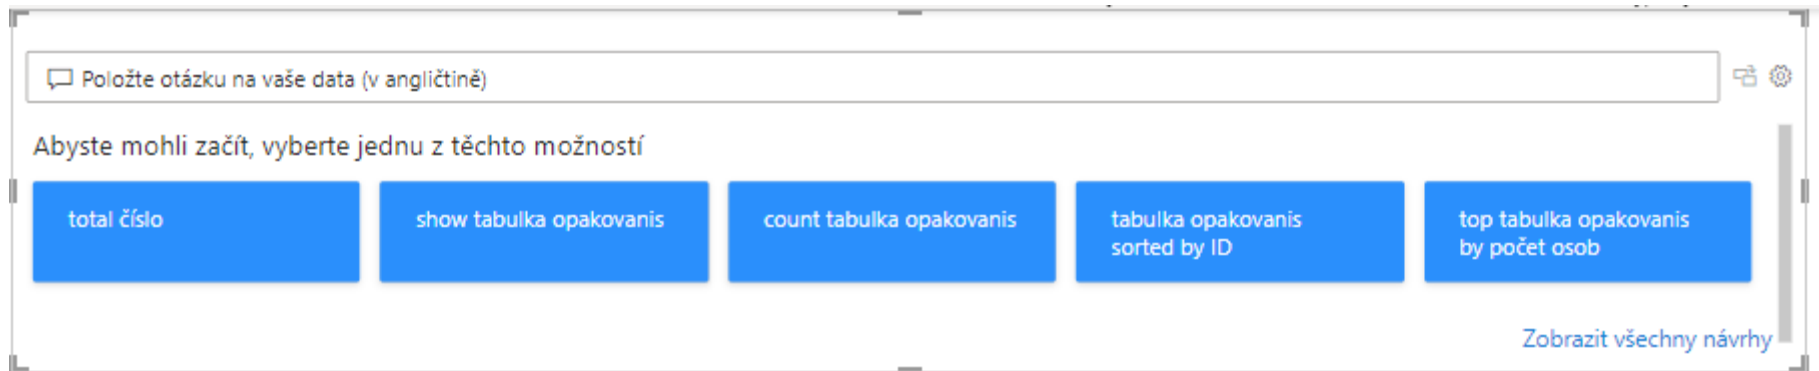 Položte otázku na vaše data (v angličtině)
Abyste mohli začít, vyberte jednu z těchto možností
total číslo
show tabulka opakovanis
count tabulka opakovanis
tabulka opakovanis
sorted by ID
top tabulka opakovanis
by počet osob
Zobrazit všechny návrhy